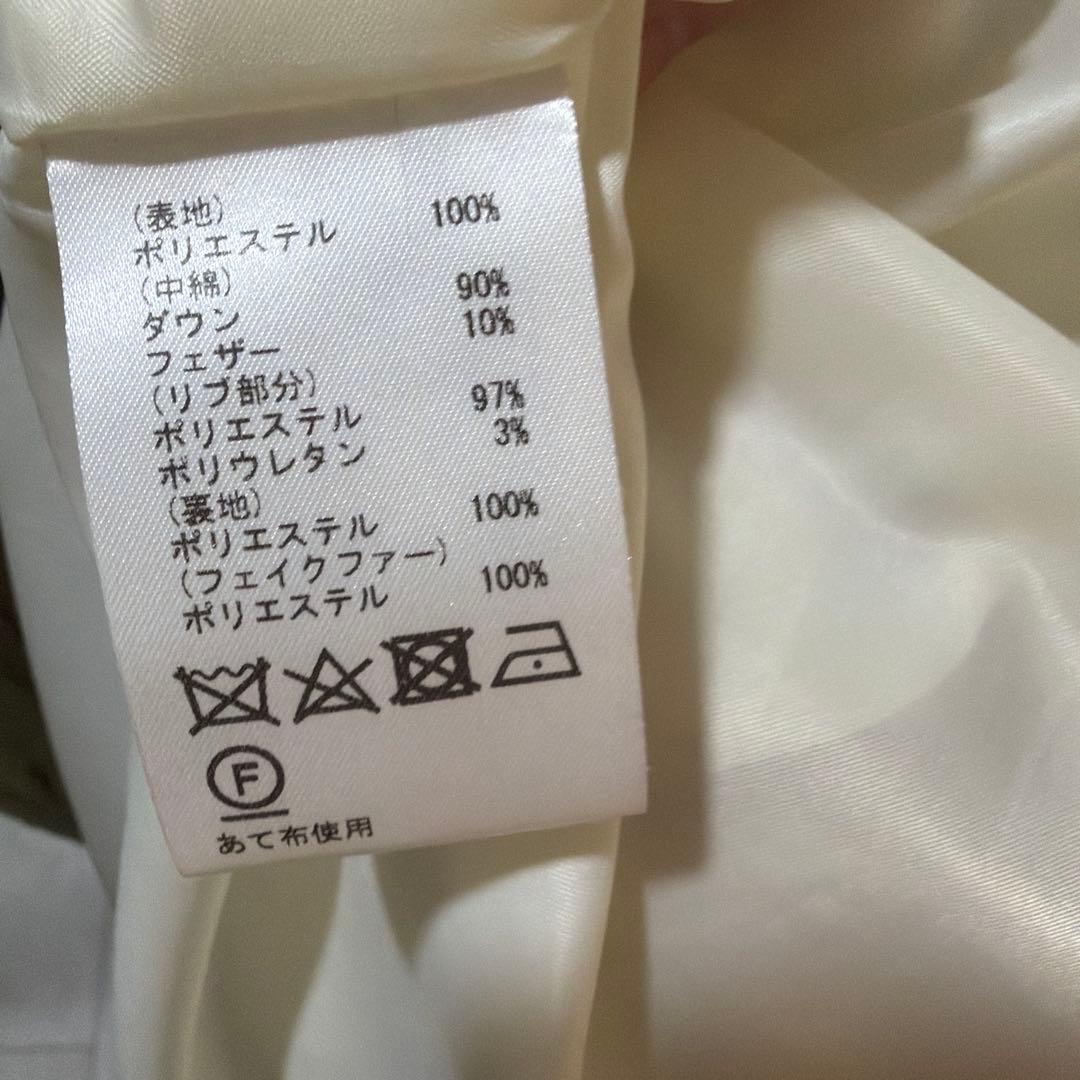 (表地)
ポリエステル 100%
(中綿)
ダウン 90%
フェザー 10%
(リブ部分)
ポリエステル 97%
ポリウレタン 3%
(裏地)
ポリエステル 100%
(フェイクファー)
ポリエステル 100%
F
あて布使用